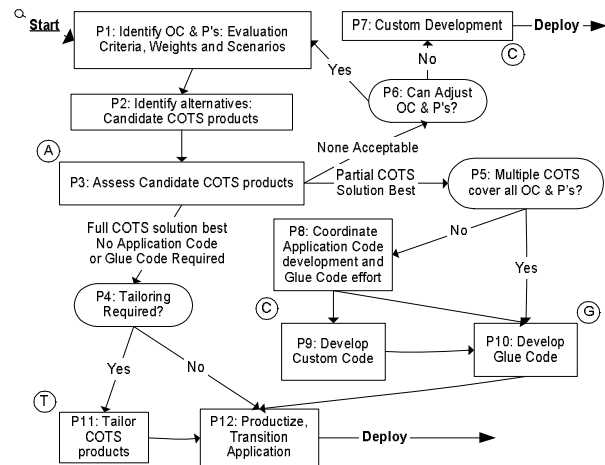 Start
P1: Identify OC & P's: Evaluation
Criteria, Weights and Scenarios
P7: Custom Development
Deploy
C
Yes
No
P6: Can Adjust
OC & P's?
P2: Identify alternatives:
Candidate COTS products
A
None Acceptable
P3: Assess Candidate COTS products
Partial COTS
Solution Best
P5: Multiple COTS
cover all OC & P's?
Full COTS solution best
No Application Code
or Glue Code Required
P8: Coordinate
Application Code
development and
Glue Code effort
No
Yes
P4: Tailoring
Required?
C
G
P9: Develop
Custom Code
P10: Develop
Glue Code
Yes
No
T
P11: Tailor
COTS
products
P12: Productize,
Transition
Application
Deploy